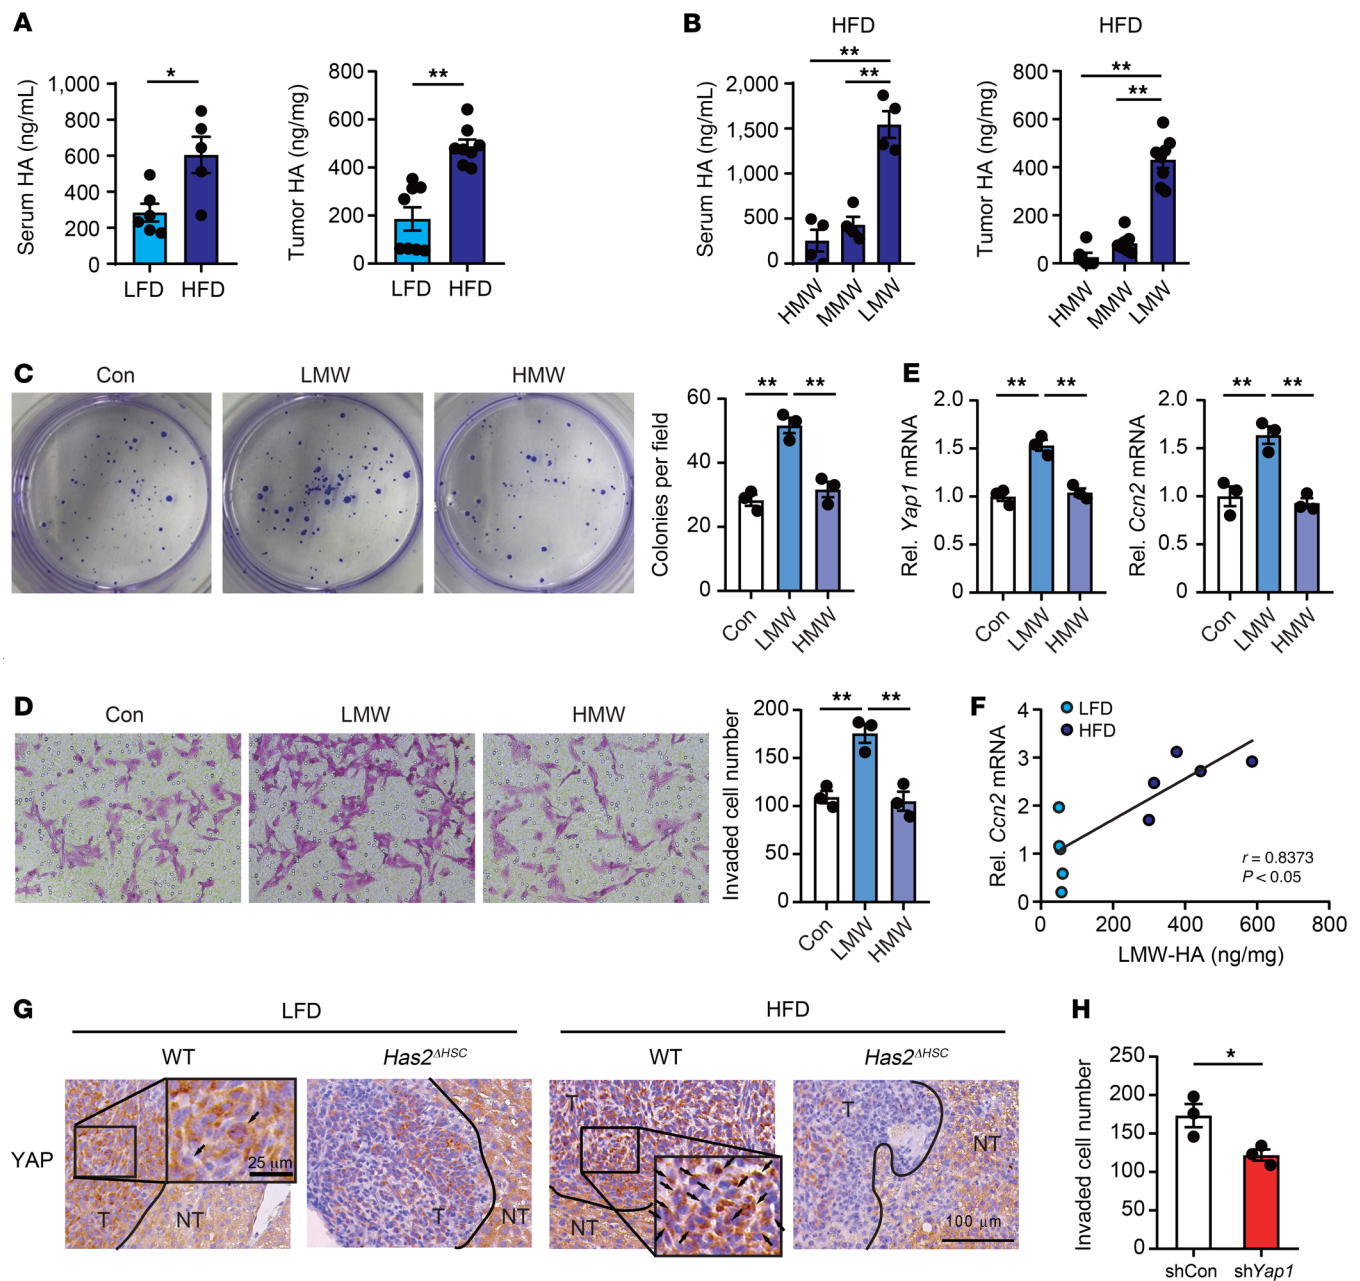 A
Serum HA (ng/mL)
1,000
800
600
400
200
0
*
LFD HFD
Tumor HA (ng/mg)
800
600
400
200
0
**
LFD HFD
B
HFD
Serum HA (ng/mL)
2,000
1,500
1,000
500
0
**
**
HMW MMW LMW
HFD
Tumor HA (ng/mg)
800
600
400
200
0
**
**
HMW MMW LMW
C
Con LMW HMW
Colonies per field
60
40
20
0
** **
Con LMW HMW
E
Rel. Yap1 mRNA
2.0
1.5
1.0
0.5
0
** **
Con LMW HMW
Rel. Ccn2 mRNA
2.0
1.5
1.0
0.5
0
** **
Con LMW HMW
D
Con LMW HMW
Invaded cell number
200
150
100
50
0
** **
Con LMW HMW
F
LFD
HFD
Rel. Ccn2 mRNA
4
3
2
1
0
r = 0.8373
P < 0.05
0 200 400 600 800
LMW-HA (ng/mg)
G
LFD HFD
WT Has2ΔHSC WT Has2ΔHSC
YAP
25 μm
T NT
T NT
T
NT
T
NT
100 μm
H
Invaded cell number
250
200
150
100
50
0
*
shCon shYap1